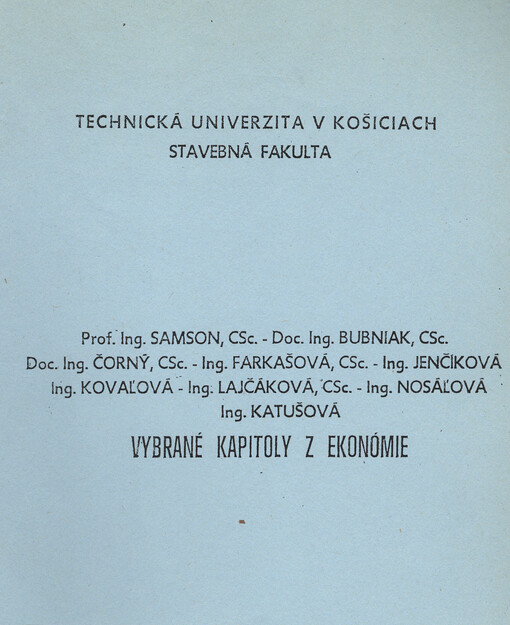 TECHNICKÁ UNIVERZITA V KOŠICIACH
STAVEBNÁ FAKULTA
Prof. Ing. SAMSON, CSc. - Doc. Ing. BUBNIAK, CSc.
Doc. Ing. ČORNÝ, CSc. - Ing. FARKAŠOVÁ, CSc. - Ing. JENČÍKOVÁ
Ing. KOVAĽOVÁ - Ing. LAJČÁKOVÁ, CSc. - Ing. NOSÁĽOVÁ
Ing. KATUŠOVÁ
VYBRANÉ KAPITOLY Z EKONÓMIE